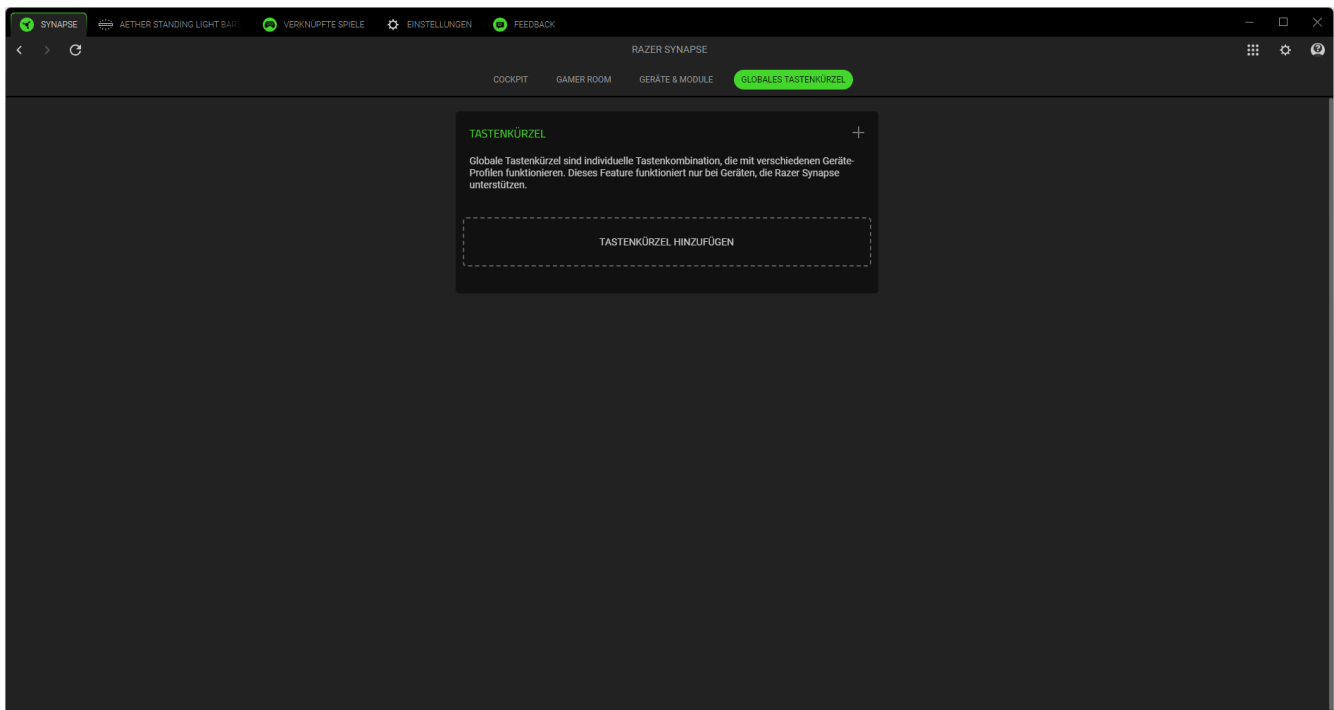 SYNAPSE
AETHER STANDING LIGHT BAR
VERKNÜPFTE SPIELE
EINSTELLUNGEN
FEEDBACK
RAZER SYNAPSE
COCKPIT
GAMER ROOM
GERÄTE & MODULE
GLOBALES TASTENKÜRZEL
TASTENKÜRZEL
Globale Tastenkürzel sind individuelle Tastenkombination, die mit verschiedenen Geräte-
Profilen funktionieren. Dieses Feature funktioniert nur bei Geräten, die Razer Synapse
unterstützen.
TASTENKÜRZEL HINZUFÜGEN